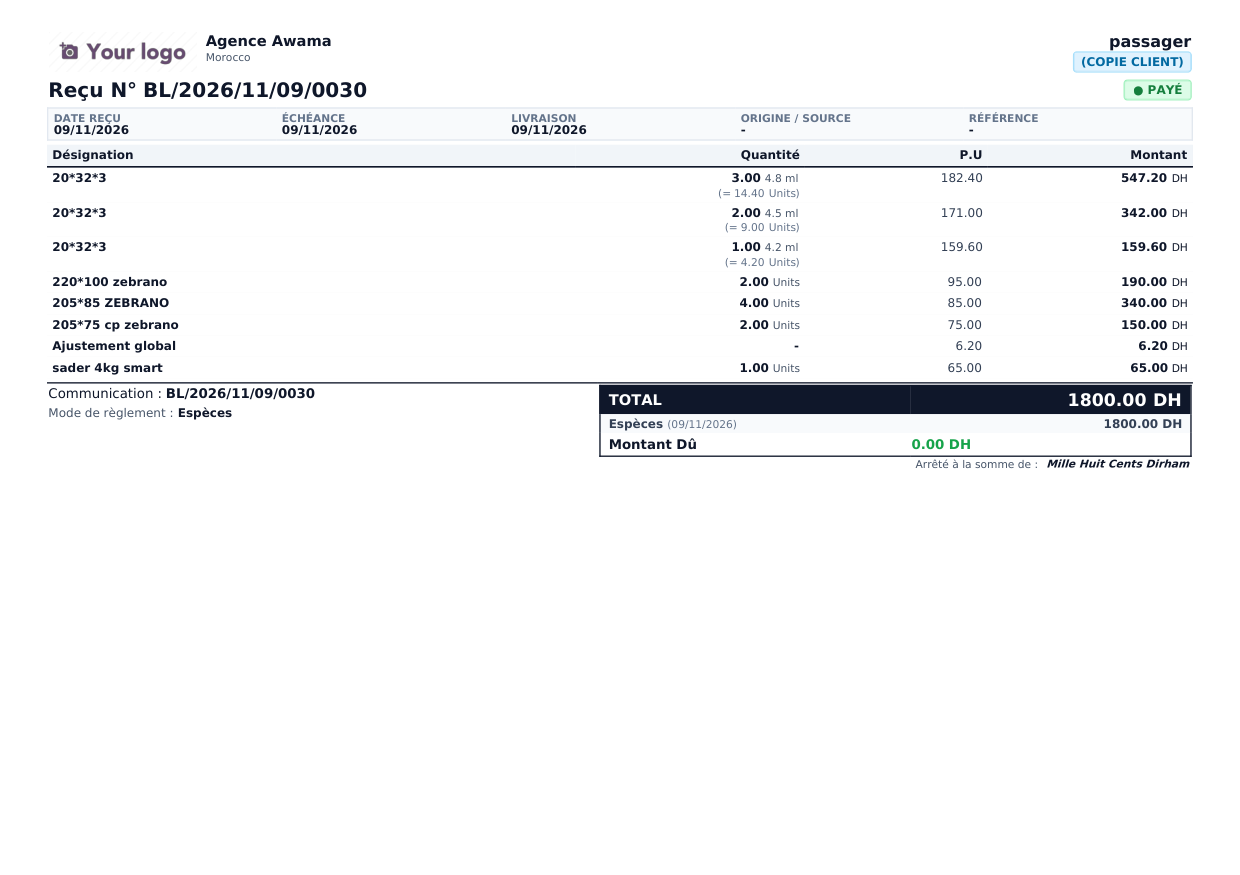 Your logo
Agence Awama
Morocco
passager
(COPIE CLIENT)
Reçu N° BL/2026/11/09/0030
● PAYÉ
DATE REÇU ÉCHÉANCE LIVRAISON ORIGINE / SOURCE RÉFÉRENCE
09/11/2026 09/11/2026 09/11/2026 - -
Désignation Quantité P.U Montant
20*32*3 3.00 4.8 ml 182.40 547.20 DH
(= 14.40 Units)
20*32*3 2.00 4.5 ml 171.00 342.00 DH
(= 9.00 Units)
20*32*3 1.00 4.2 ml 159.60 159.60 DH
(= 4.20 Units)
220*100 zebrano 2.00 Units 95.00 190.00 DH
205*85 ZEBRANO 4.00 Units 85.00 340.00 DH
205*75 cp zebrano 2.00 Units 75.00 150.00 DH
Ajustement global - 6.20 6.20 DH
sader 4kg smart 1.00 Units 65.00 65.00 DH
Communication : BL/2026/11/09/0030
Mode de règlement : Espèces
TOTAL 1800.00 DH
Espèces (09/11/2026) 1800.00 DH
Montant Dû 0.00 DH
Arrêté à la somme de : Mille Huit Cents Dirham